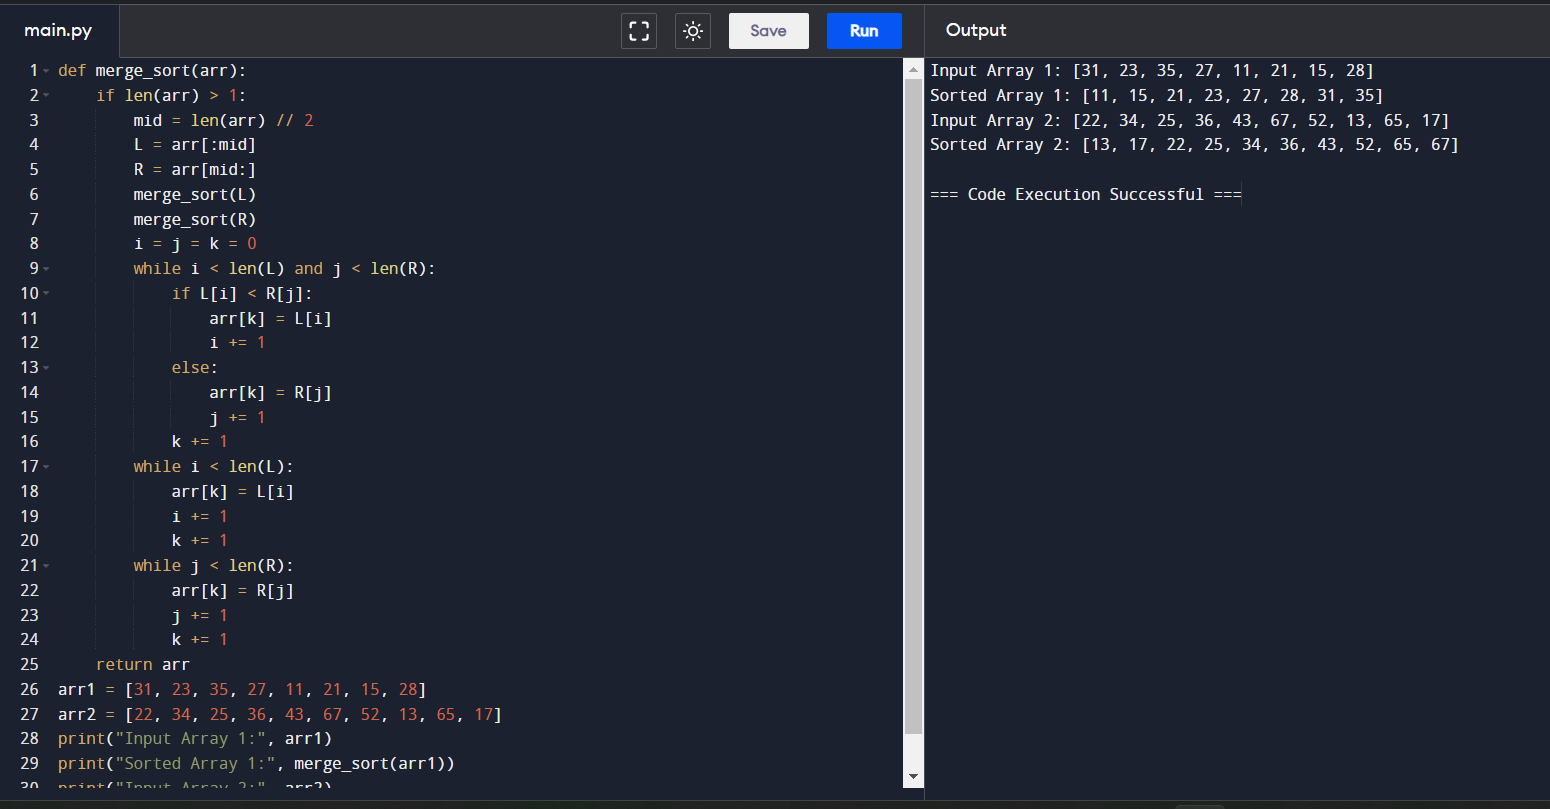 main.py
Save
Run
Output
1 def merge_sort(arr):
2     if len(arr) > 1:
3         mid = len(arr) // 2
4         L = arr[:mid]
5         R = arr[mid:]
6         merge_sort(L)
7         merge_sort(R)
8         i = j = k = 0
9         while i < len(L) and j < len(R):
10             if L[i] < R[j]:
11                 arr[k] = L[i]
12                 i += 1
13             else:
14                 arr[k] = R[j]
15                 j += 1
16             k += 1
17         while i < len(L):
18             arr[k] = L[i]
19             i += 1
20             k += 1
21         while j < len(R):
22             arr[k] = R[j]
23             j += 1
24             k += 1
25     return arr
26 arr1 = [31, 23, 35, 27, 11, 21, 15, 28]
27 arr2 = [22, 34, 25, 36, 43, 67, 52, 13, 65, 17]
28 print("Input Array 1:", arr1)
29 print("Sorted Array 1:", merge_sort(arr1))
30 print("Input Array 2:", arr2)
Input Array 1: [31, 23, 35, 27, 11, 21, 15, 28]
Sorted Array 1: [11, 15, 21, 23, 27, 28, 31, 35]
Input Array 2: [22, 34, 25, 36, 43, 67, 52, 13, 65, 17]
Sorted Array 2: [13, 17, 22, 25, 34, 36, 43, 52, 65, 67]
=== Code Execution Successful ===